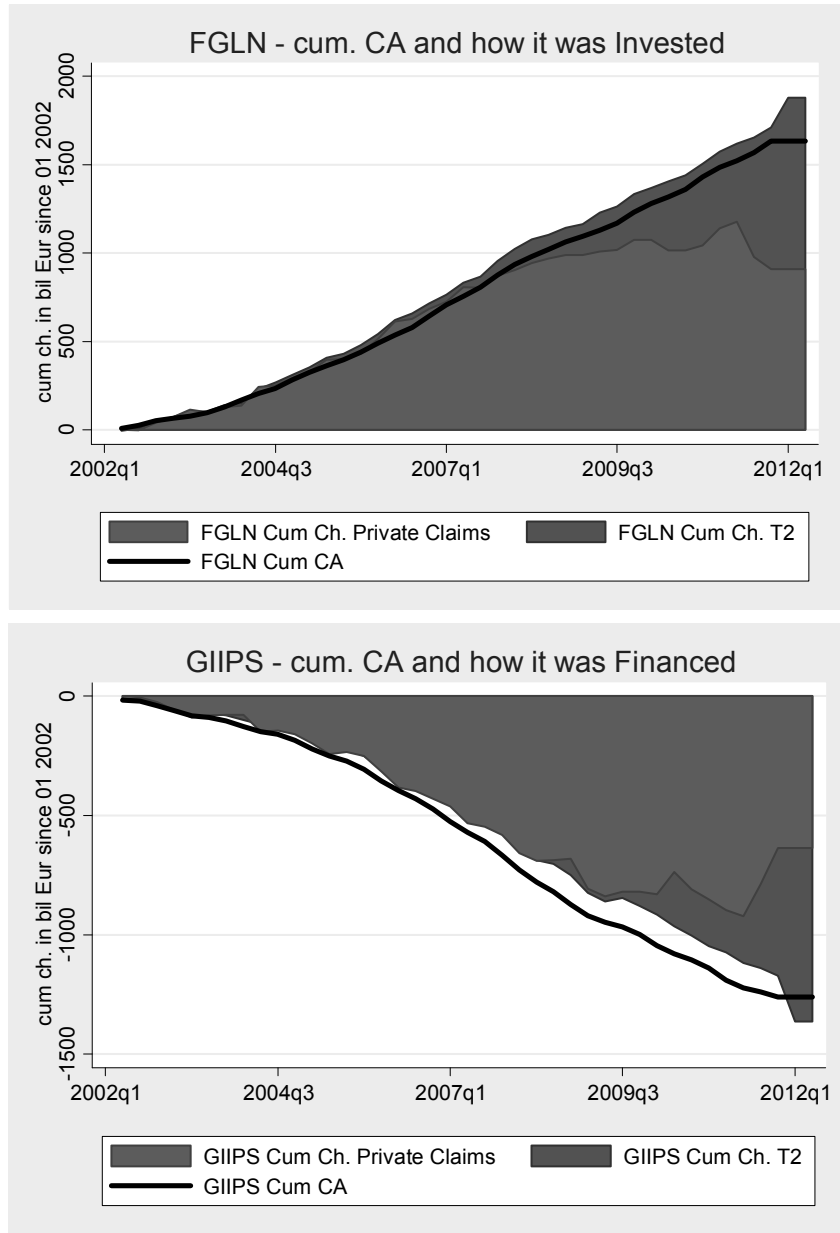 FGLN - cum. CA and how it was Invested
cum ch. in bil Eur since 01 2002
2000
1500
1000
500
0
2002q1 2004q3 2007q1 2009q3 2012q1
FGLN Cum Ch. Private Claims FGLN Cum Ch. T2
FGLN Cum CA
GIIPS - cum. CA and how it was Financed
cum ch. in bil Eur since 01 2002
0
-500
-1000
-1500
2002q1 2004q3 2007q1 2009q3 2012q1
GIIPS Cum Ch. Private Claims GIIPS Cum Ch. T2
GIIPS Cum CA